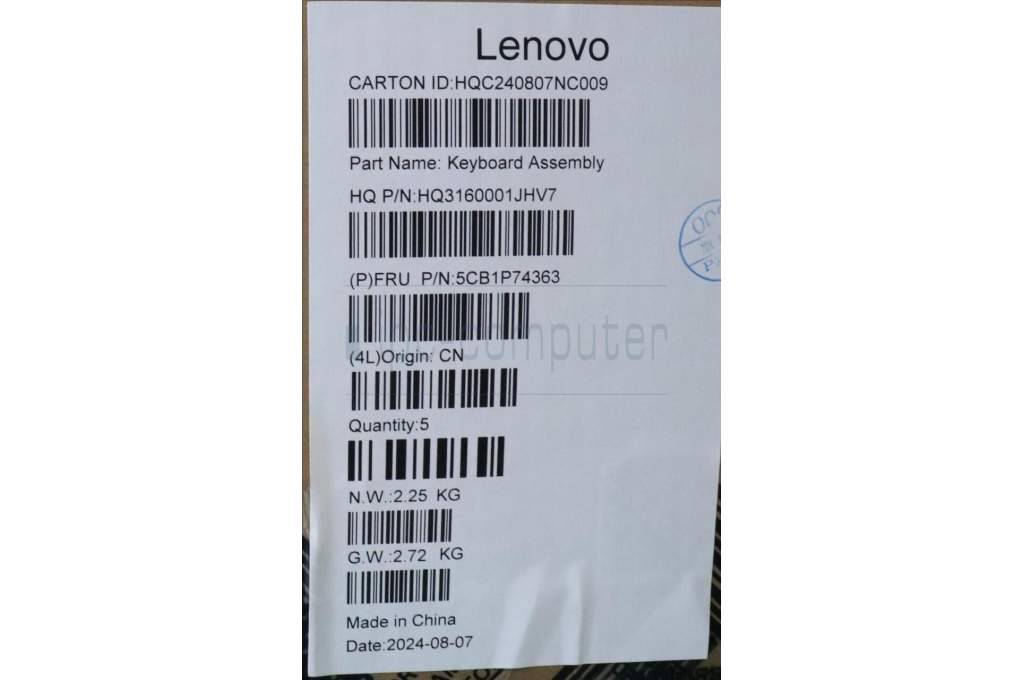 Lenovo
CARTON ID:HQC240807NC009
Part Name: Keyboard Assembly
HQ P/N:HQ3160001JHV7
(P)FRU P/N:5CB1P74363
(4L)Origin: CN
computer
Quantity:5
N.W.:2.25 KG
G.W.:2.72 KG
Made in China
Date:2024-08-07